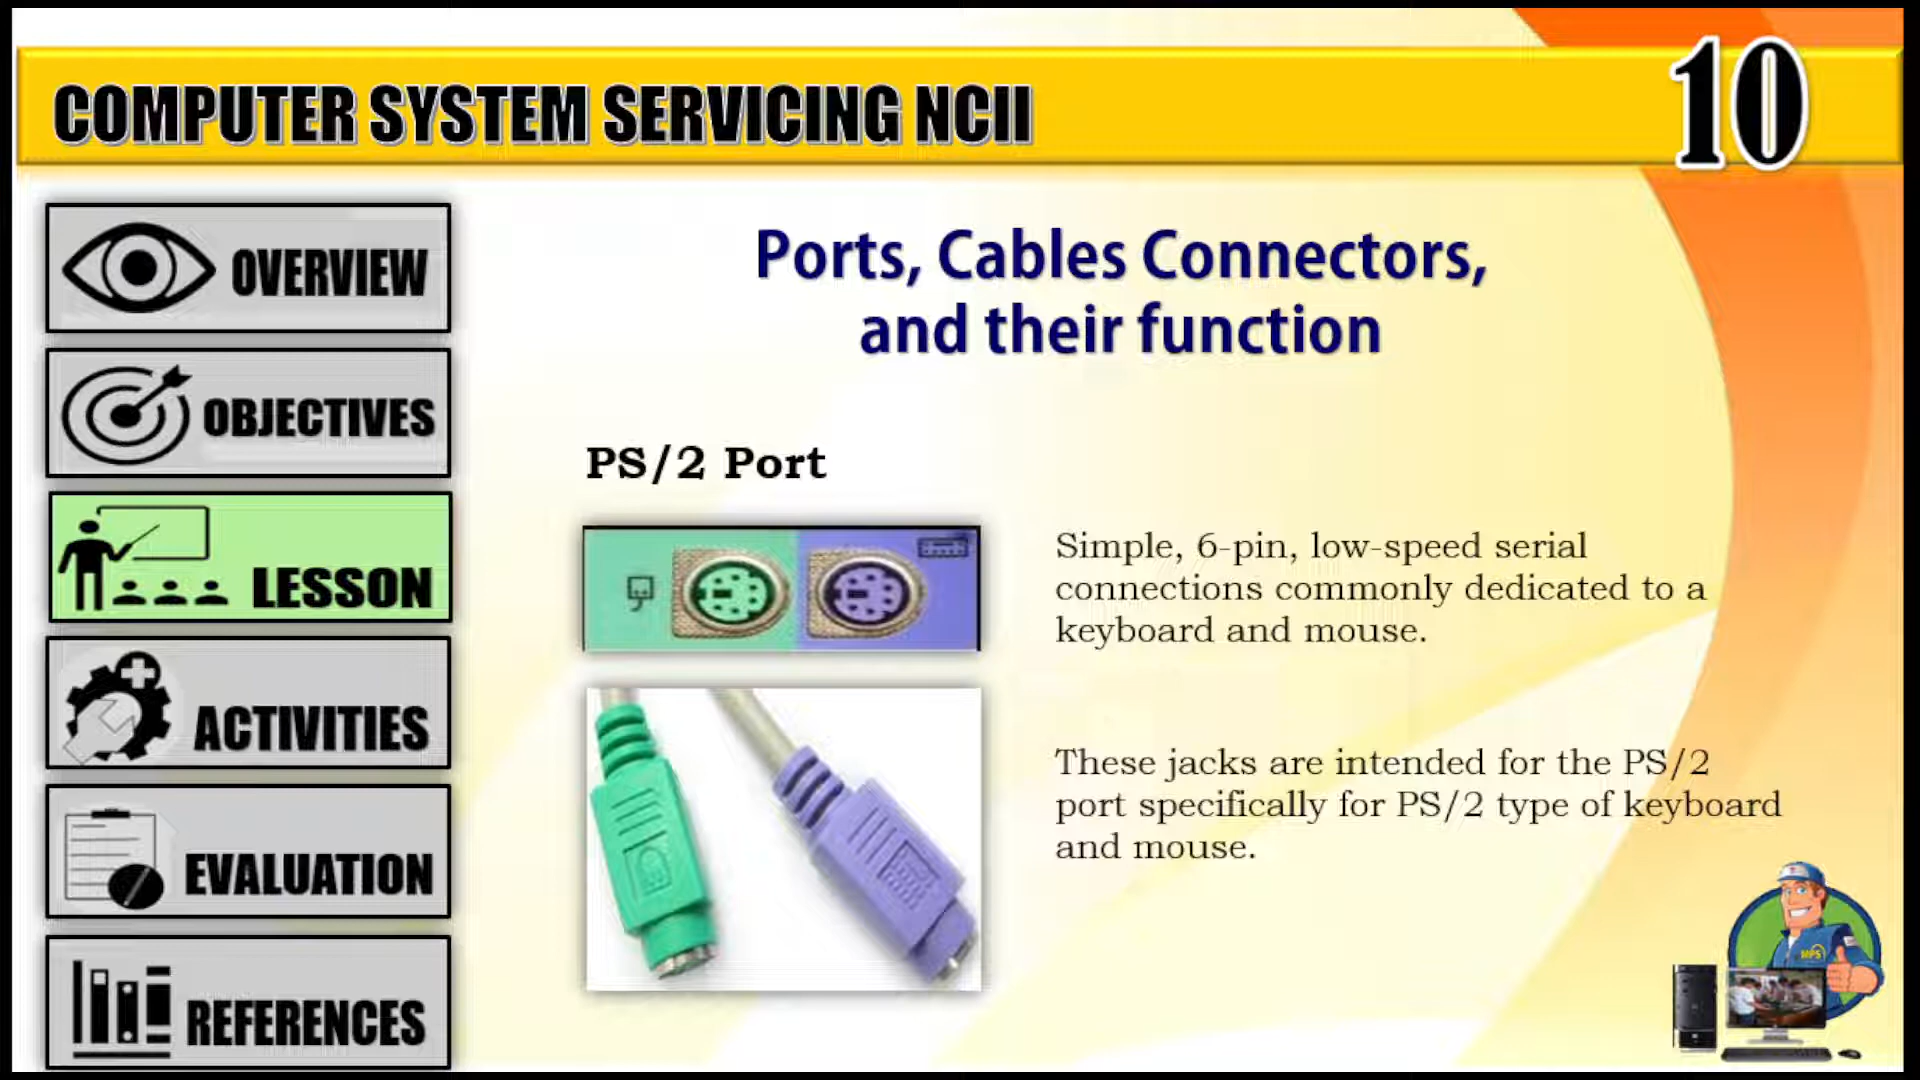 COMPUTER SYSTEM SERVICING NCII
10
OVERVIEW
OBJECTIVES
LESSON
ACTIVITIES
EVALUATION
REFERENCES
Ports, Cables Connectors,
and their function
PS/2 Port
Simple, 6-pin, low-speed serial
connections commonly dedicated to a
keyboard and mouse.
These jacks are intended for the PS/2
port specifically for PS/2 type of keyboard
and mouse.
MPS